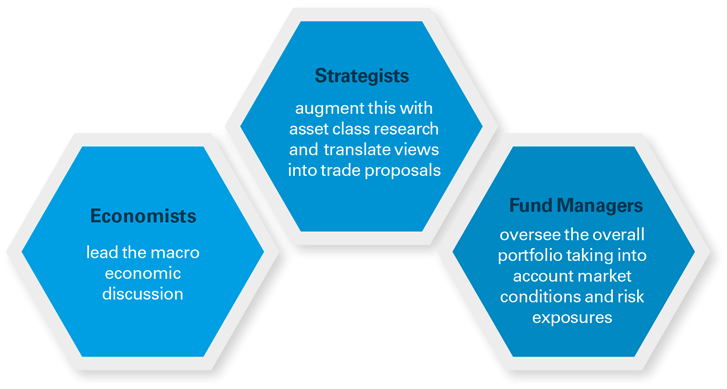 Economists
lead the macro
economic
discussion
Strategists
augment this with
asset class research
and translate views
into trade proposals
Fund Managers
oversee the overall
portfolio taking into
account market
conditions and risk
exposures